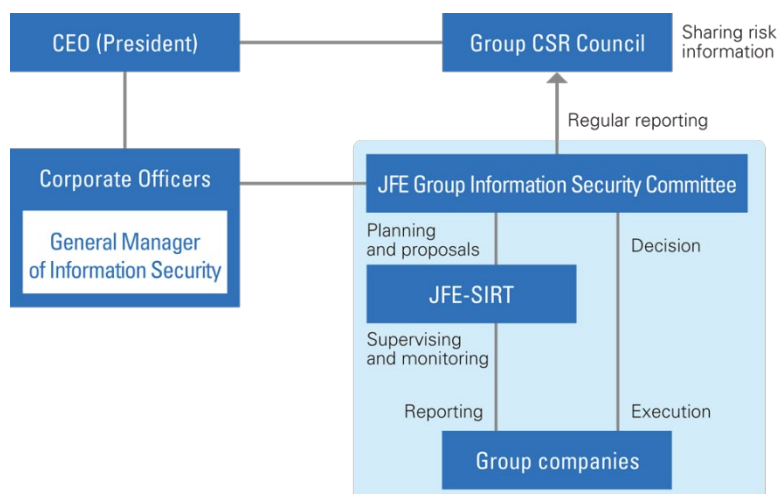 CEO (President)
Group CSR Council
Sharing risk
information
Regular reporting
Corporate Officers
General Manager
of Information Security
JFE Group Information Security Committee
Planning
and proposals
Decision
JFE-SIRT
Supervising
and monitoring
Reporting
Execution
Group companies